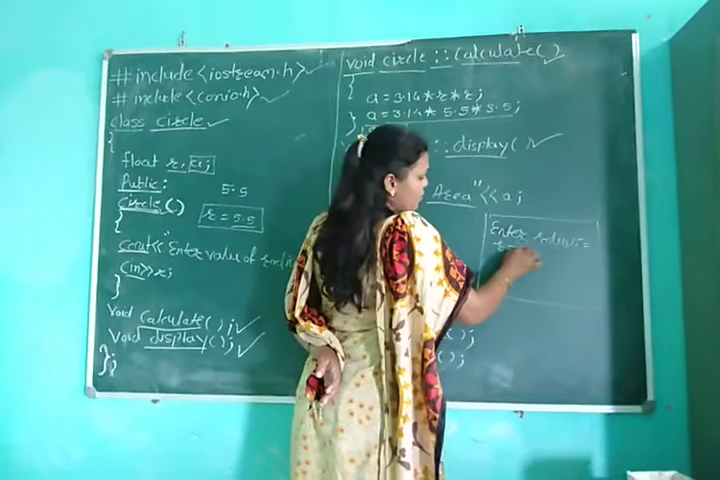 #include<iostream.h>
#include<conio.h>
class circle
{
float r, a;
Public:
5.5
circle()
{
r = 5.5
cout<< "Enter value of
cin>>r;
}
void calculate();
void display();
};
void circle :: calculate()
{
a = 3.14*r*r;
a = 3.14* 5.5*5.5;
}
:: display()
Area"<<a;
Enter radius =
r =
();
();